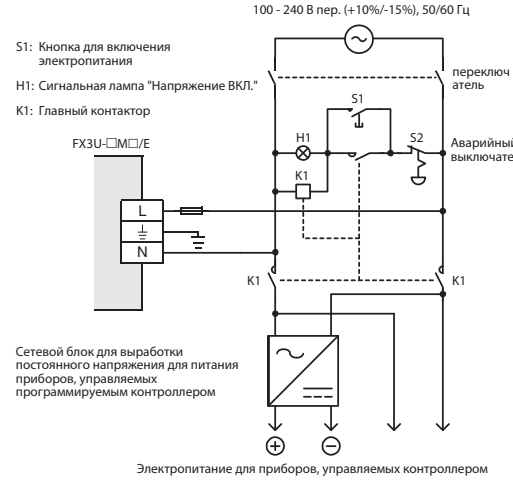 100 - 240 В пер. (+10%/-15%), 50/60 Гц
S1: Кнопка для включения
электропитания
H1: Сигнальная лампа "Напряжение ВКЛ."
K1: Главный контактор
переключ
атель
S1
H1
S2
Аварийный
выключате
K1
FX3U-□M□/E
L
N
K1
K1
Сетевой блок для выработки
постоянного напряжения для питания
приборов, управляемых
программируемым контроллером
Электропитание для приборов, управляемых контроллером